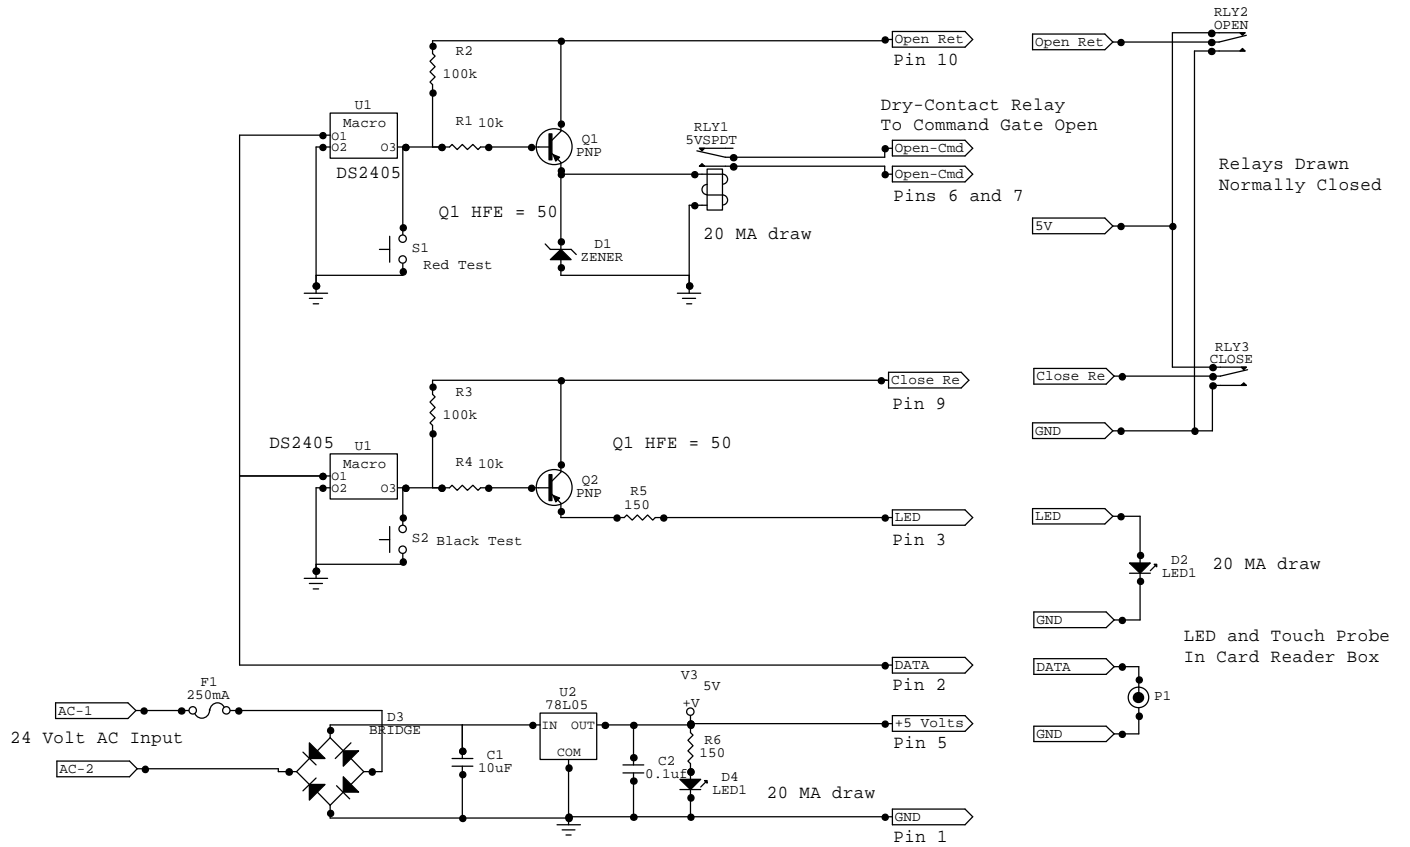 RLY2
OPEN
R2
100k
Open Ret
Pin 10
Open Ret
U1
Macro
O1
O2
O3
DS2405
R1 10k
Q1
PNP
RLY1
5VSPDT
Dry-Contact Relay
To Command Gate Open
Open-Cmd
Open-Cmd
Pins 6 and 7
Relays Drawn
Normally Closed
Q1 HFE = 50
20 MA draw
5V
S1
Red Test
D1
ZENER
RLY3
CLOSE
R3
100k
Close Re
Pin 9
Close Re
GND
DS2405
U1
Macro
O1
O2
O3
R4 10k
Q1 HFE = 50
Q2
PNP
R5
150
LED
Pin 3
LED
S2 Black Test
D2
LED1
20 MA draw
GND
LED and Touch Probe
In Card Reader Box
DATA
Pin 2
DATA
P1
GND
F1
250mA
AC-1
24 Volt AC Input
AC-2
D3
BRIDGE
C1
10uF
U2
78L05
IN OUT
COM
C2
0.1uf
V3
5V
+V
R6
150
D4
LED1
+5 Volts
Pin 5
20 MA draw
GND
Pin 1